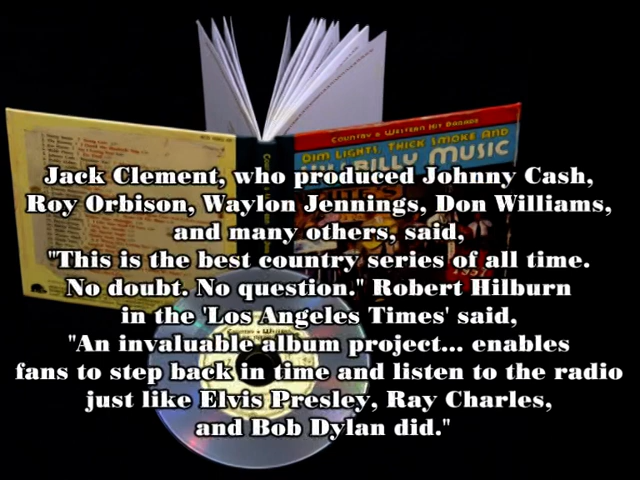 Country & Western Hit Parade
Dim Lights, Thick Smoke And
Hillbilly Music
Jack Clement, who produced Johnny Cash,
Roy Orbison, Waylon Jennings, Don Williams,
and many others, said,
"This is the best country series of all time.
No doubt. No question." Robert Hilburn
in the 'Los Angeles Times' said,
"An invaluable album project... enables
fans to step back in time and listen to the radio
just like Elvis Presley, Ray Charles,
and Bob Dylan did."
1957